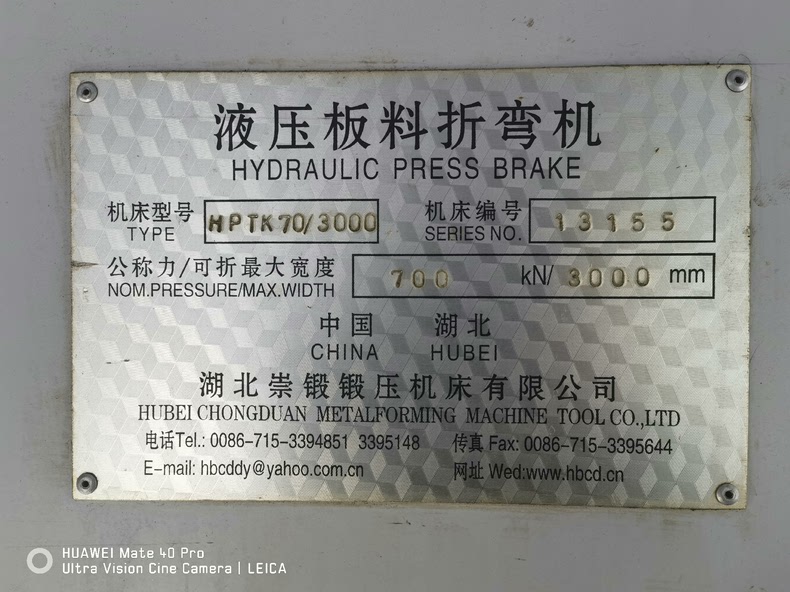 液压板料折弯机
HYDRAULIC PRESS BRAKE
机床型号 HPTK70/3000 机床编号 13155
TYPE SERIES NO.
公称力/可折最大宽度 700 kN/ 3000 mm
NOM.PRESSURE/MAX.WIDTH
中国 湖北
CHINA HUBEI
湖北崇锻锻压机床有限公司
HUBEI CHONGDUAN METALFORMING MACHINE TOOL CO.,LTD
电话Tel.: 0086-715-3394851 3395148 传真 Fax: 0086-715-3395644
E-mail: hbcddy@yahoo.com.cn 网址 Wed:www.hbcd.cn
HUAWEI Mate 40 Pro
Ultra Vision Cine Camera | LEICA